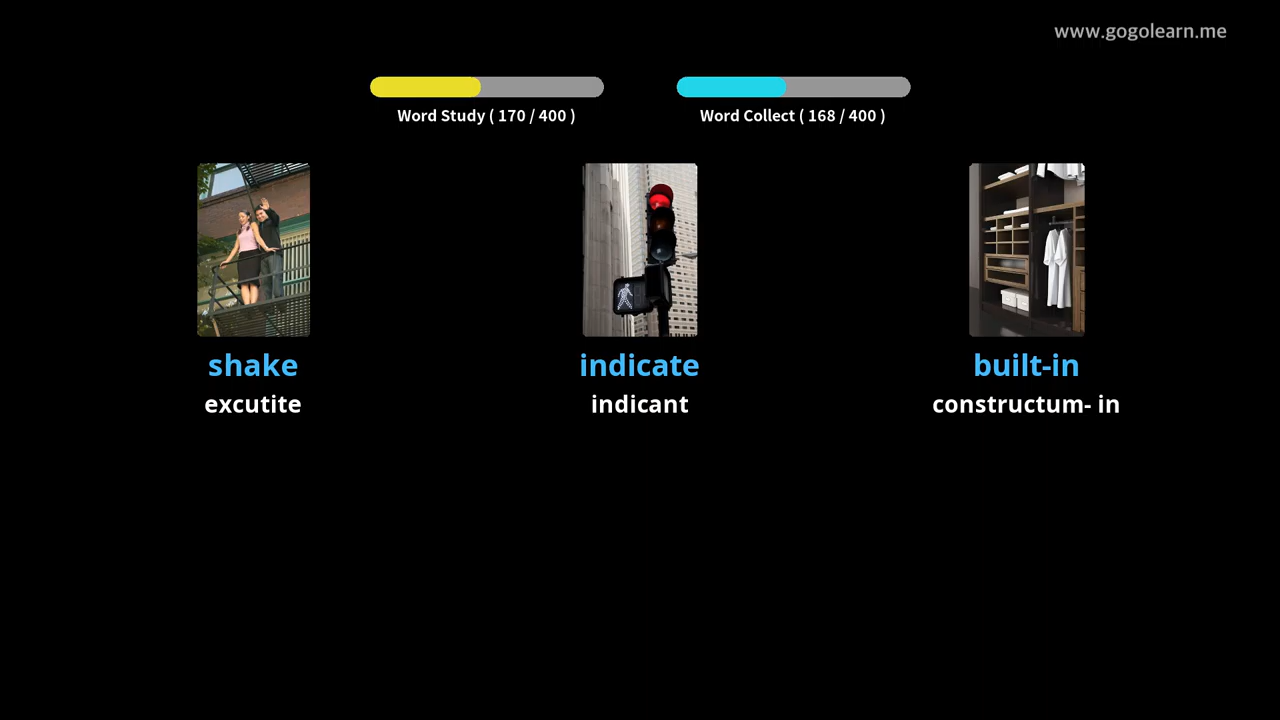 www.gogolearn.me
Word Study ( 170 / 400 )
Word Collect ( 168 / 400 )
shake
indicate
built-in
excutite
indicant
constructum- in